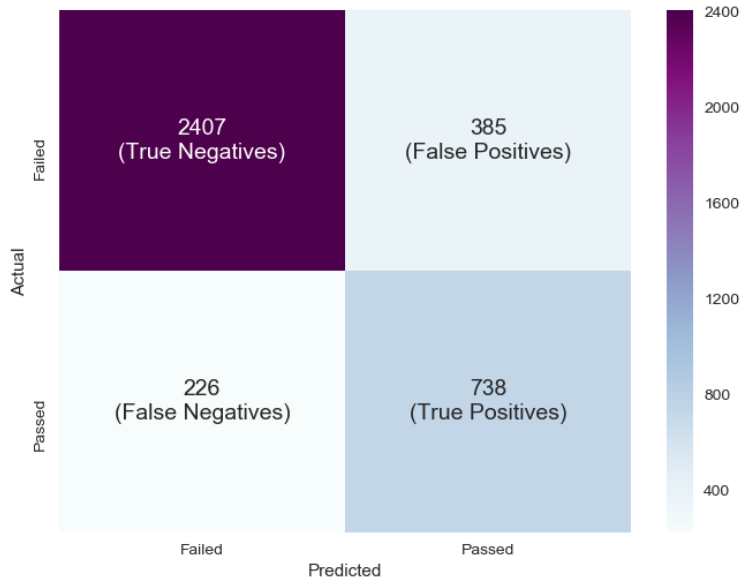 2407
(True Negatives)
385
(False Positives)
226
(False Negatives)
738
(True Positives)
Failed
Passed
Actual
Failed
Passed
Predicted
2400
2000
1600
1200
800
400